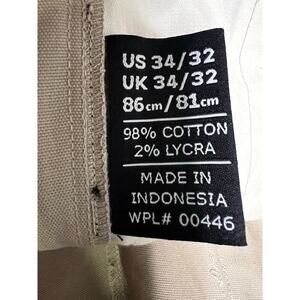 US 34/32
UK 34/32
86cm/81cm
98% COTTON
2% LYCRA
MADE IN
INDONESIA
WPL# 00446